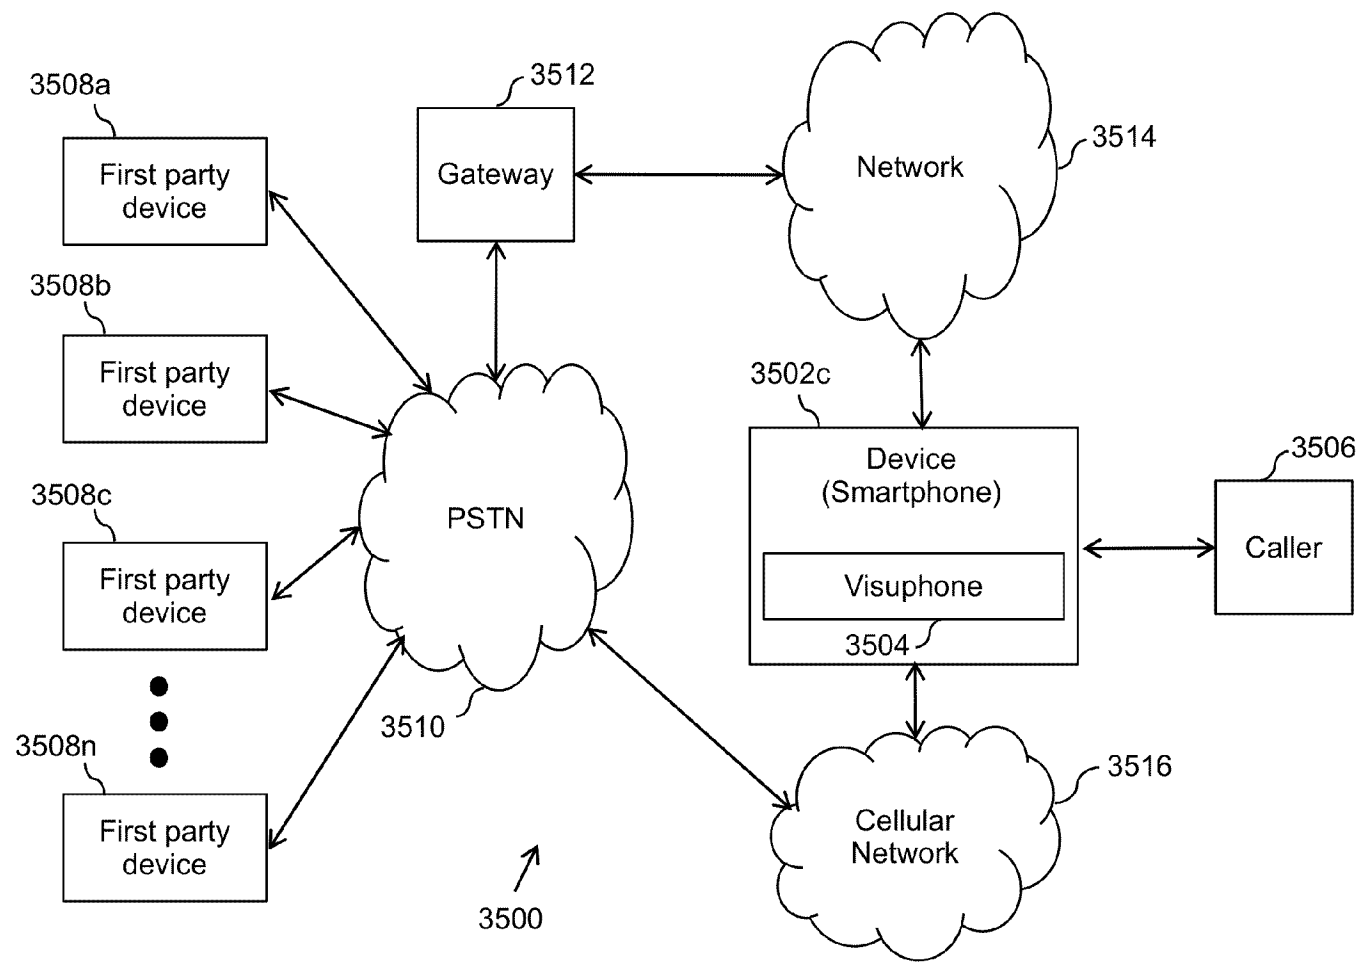 3508a
First party
device
3512
Gateway
Network
3514
3508b
First party
device
3502c
Device
(Smartphone)
Visuphone
3504
3506
Caller
3508c
First party
device
PSTN
3510
3508n
First party
device
3516
Cellular
Network
3500